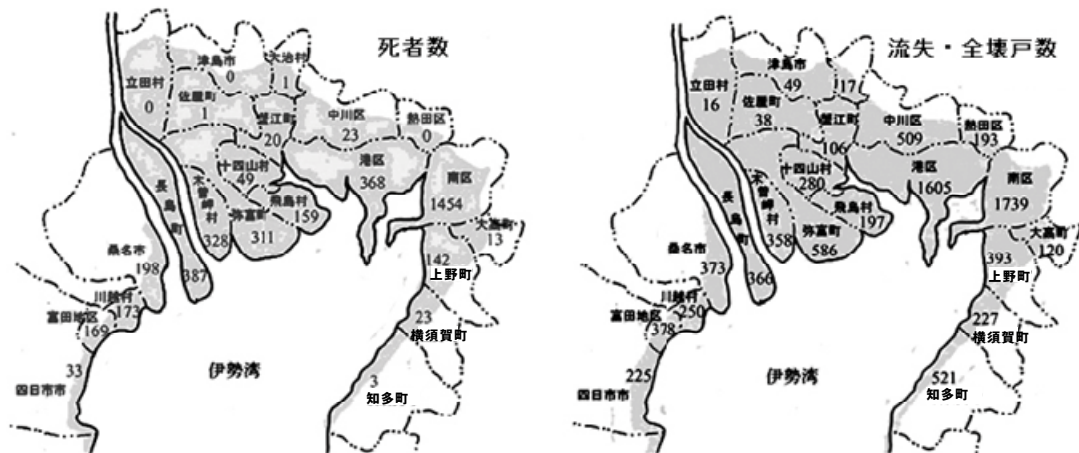 死者数
津島市
0
大治村
1
立田村
0
佐屋町
1
蟹江町
20
中川区
23
熱田区
0
十四山村
49
港区
368
南区
1454
長島町
387
木曽岬村
328
弥富町
311
飛島村
159
大高町
13
桑名市
198
142
上野町
川越村
173
富田地区
169
23
横須賀町
33
四日市市
伊勢湾
3
知多町
流失・全壊戸数
津島市
49
17
立田村
16
佐屋町
38
蟹江町
106
中川区
509
熱田区
193
十四山村
280
港区
1605
南区
1739
長島町
366
木曽岬村
358
弥富町
586
飛島村
197
大高町
120
桑名市
373
393
上野町
川越村
250
富田地区
378
227
横須賀町
225
四日市市
伊勢湾
521
知多町